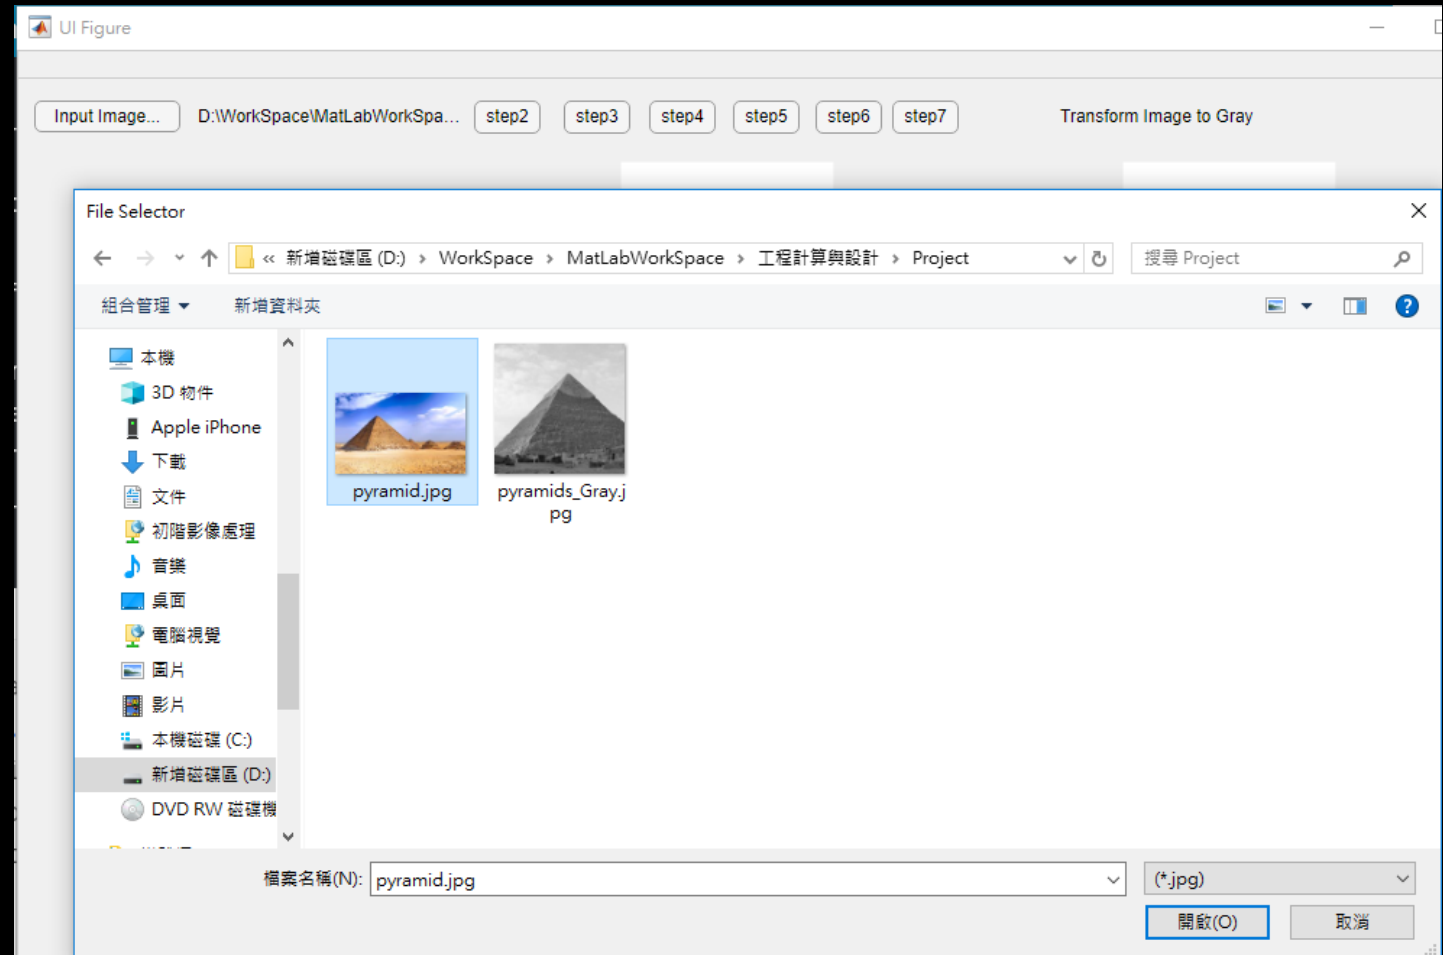 UI Figure
Input Image...
D:\WorkSpace\MatLabWorkSpa...
step2
step3
step4
step5
step6
step7
Transform Image to Gray
File Selector
« 新增磁碟區 (D:) › WorkSpace › MatLabWorkSpace › 工程計算與設計 › Project
搜尋 Project
組合管理
新增資料夾
本機
3D 物件
Apple iPhone
下載
文件
初階影像處理
音樂
桌面
電腦視覺
圖片
影片
本機磁碟 (C:)
新增磁碟區 (D:)
DVD RW 磁碟機
pyramid.jpg
pyramids_Gray.j
pg
檔案名稱(N):
pyramid.jpg
(*.jpg)
開啟(O)
取消